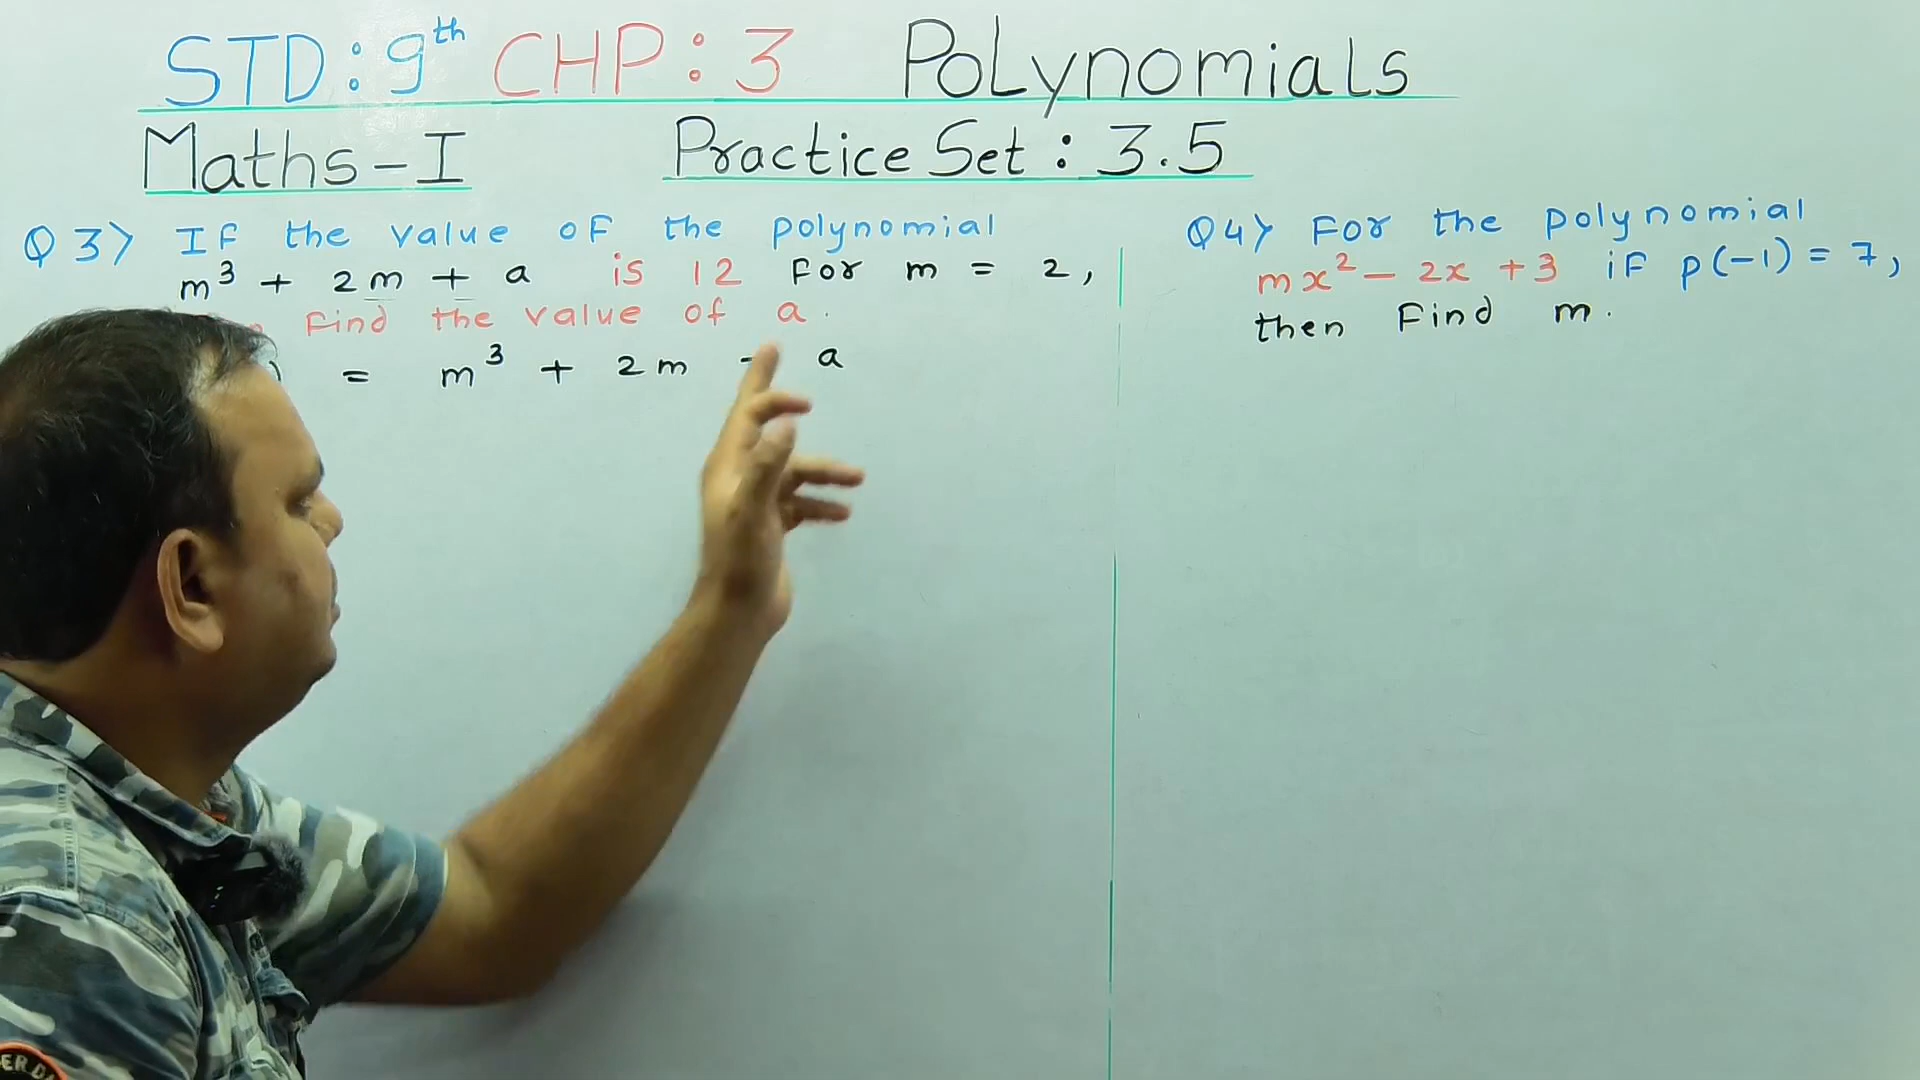 STD : 9th CHP : 3 Polynomials
Maths-I Practice Set : 3.5
Q3> If the value of the polynomial
m³ + 2m + a is 12 for m = 2,
find the value of a.
) = m³ + 2m + a
Q4> For the polynomial
mx² - 2x + 3 if p(-1) = 7,
then find m.